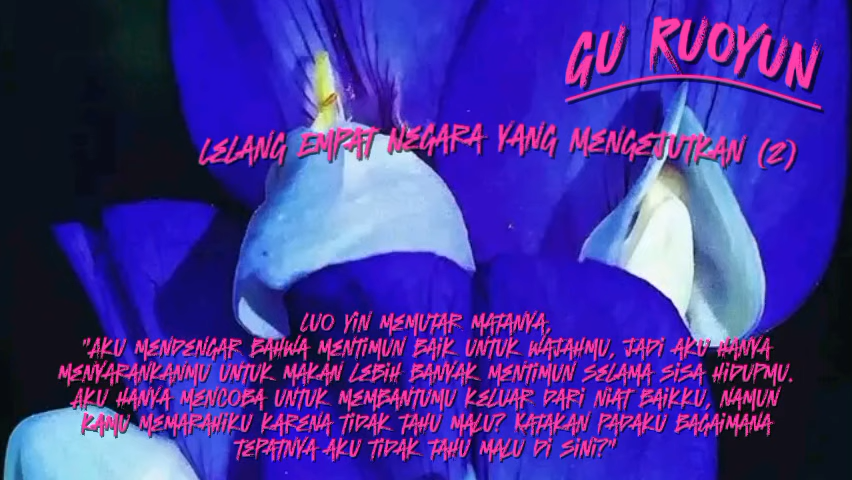 GU RUOYUN
LELANG EMPAT NEGARA YANG MENGEJUTKAN (2)
LUO YIN MEMUTAR MATANYA,
"AKU MENDENGAR BAHWA MENTIMUN BAIK UNTUK WAJAHMU, JADI AKU HANYA
MENYARANKANMU UNTUK MAKAN LEBIH BANYAK MENTIMUN SELAMA SISA HIDUPMU.
AKU HANYA MENCOBA UNTUK MEMBANTUMU KELUAR DARI NIAT BAIKKU, NAMUN
KAMU MEMARAHIKU KARENA TIDAK TAHU MALU? KATAKAN PADAKU BAGAIMANA
TEPATNYA AKU TIDAK TAHU MALU DI SINI?"